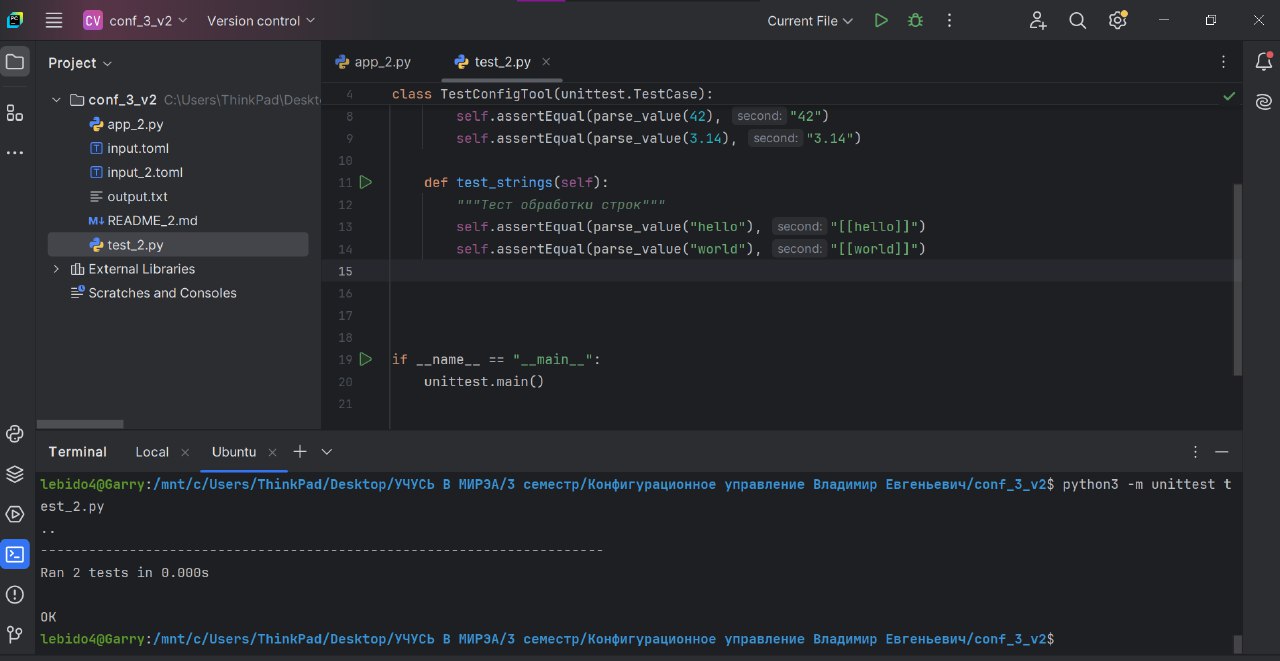 CV conf_3_v2 Version control Current File
Project
app_2.py test_2.py
conf_3_v2 C:\Users\ThinkPad\Deskt
app_2.py
input.toml
input_2.toml
output.txt
README_2.md
test_2.py
External Libraries
Scratches and Consoles
4 class TestConfigTool(unittest.TestCase):
8 self.assertEqual(parse_value(42), second: "42")
9 self.assertEqual(parse_value(3.14), second: "3.14")
10
11 def test_strings(self):
12 """Тест обработки строк"""
13 self.assertEqual(parse_value("hello"), second: "[[hello]]")
14 self.assertEqual(parse_value("world"), second: "[[world]]")
15
16
17
18
19 if __name__ == "__main__":
20 unittest.main()
21
Terminal Local Ubuntu
lebido4@Garry:/mnt/c/Users/ThinkPad/Desktop/УЧУСЬ В МИРЭА/3 семестр/Конфигурационное управление Владимир Евгеньевич/conf_3_v2$ python3 -m unittest t
est_2.py
..
----------------------------------------------------------------------
Ran 2 tests in 0.000s
OK
lebido4@Garry:/mnt/c/Users/ThinkPad/Desktop/УЧУСЬ В МИРЭА/3 семестр/Конфигурационное управление Владимир Евгеньевич/conf_3_v2$